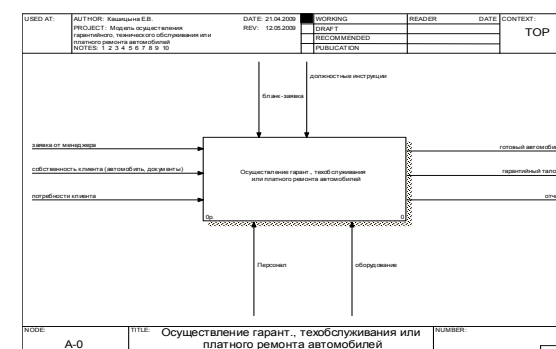 USED AT: AUTHOR: Кашицына Е.В. DATE: 21.04.2009 WORKING READER DATE CONTEXT:
PROJECT: Модель осуществления REV: 12.05.2009 DRAFT TOP
гарантийного, технического обслуживания или RECOMMENDED
платного ремонта автомобилей
NOTES: 1 2 3 4 5 6 7 8 9 10 PUBLICATION
должностные инструкции
бланк-заявка
заявка от менеджера
готовый автомоби
собственность клиента (автомобиль, документы)
Осуществление гарант., техобслуживания
или платного ремонта автомобилей
гарантийный тало
потребности клиента
отч
0р. 0
Персонал
оборудование
NODE: TITLE: Осуществление гарант., техобслуживания или NUMBER:
A-0 платного ремонта автомобилей